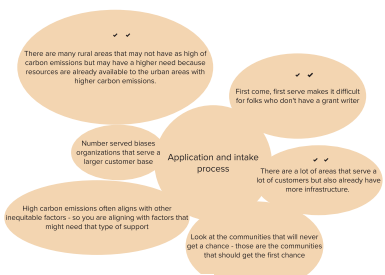 There are many rural areas that may not have as high of
carbon emissions but may have a higher need because
resources are already available to the urban areas with
higher carbon emissions.
First come, first serve makes it difficult
for folks who don't have a grant writer
Number served biases
organizations that serve a
larger customer base
Application and intake
process
There are a lot of areas that serve a
lot of customers but also already have
more infrastructure.
High carbon emissions often aligns with other
inequitable factors - so you are aligning with factors that
might need that type of support
Look at the communities that will never
get a chance - those are the communities
that should get the first chance